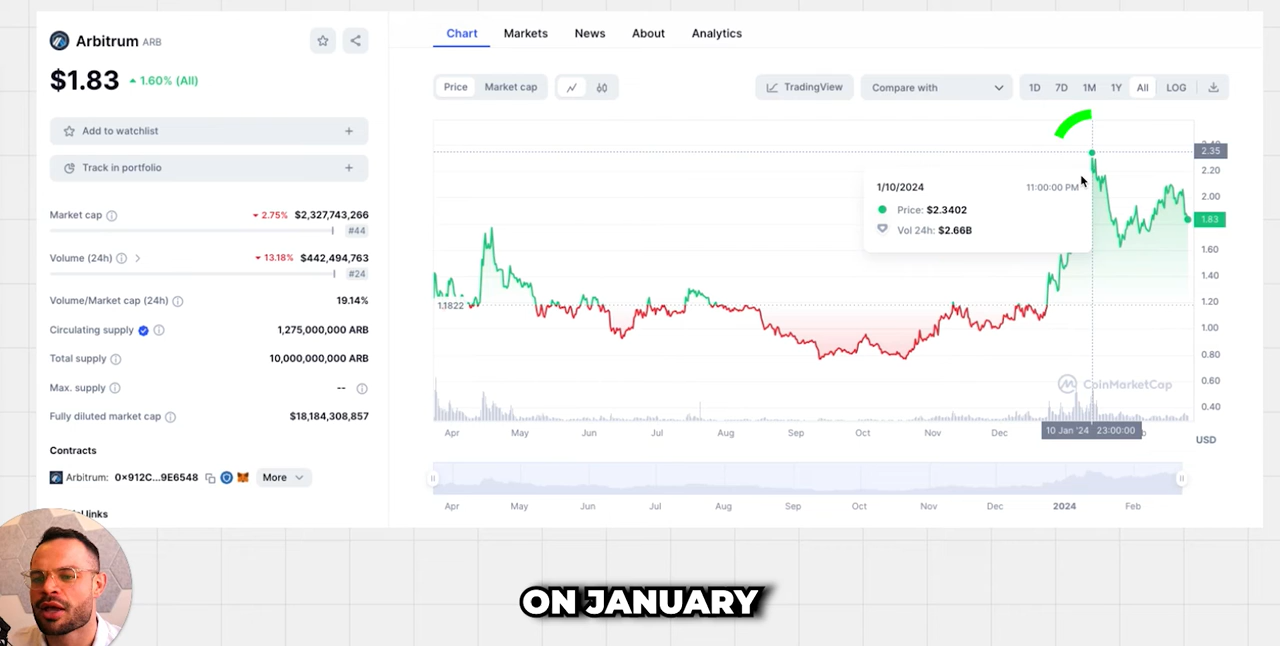 Arbitrum ARB
$1.83 1.60% (All)
Add to watchlist +
Track in portfolio +
Market cap 2.75% $2,327,743,266
#44
Volume (24h) 13.18% $442,494,763
#24
Volume/Market cap (24h) 19.14%
Circulating supply 1,275,000,000 ARB
Total supply 10,000,000,000 ARB
Max. supply --
Fully diluted market cap $18,184,308,857
Contracts
Arbitrum: 0x912C...9E6548 More
links
Chart Markets News About Analytics
Price Market cap TradingView Compare with 1D 7D 1M 1Y All LOG
2.35
2.20
2.00
1.83
1.60
1.40
1.20
1.00
0.80
0.60
0.40
USD
1/10/2024 11:00:00 PM
Price: $2.3402
Vol 24h: $2.66B
1.1822
CoinMarketCap
Apr May Jun Jul Aug Sep Oct Nov Dec 10 Jan '24 23:00:00
Apr May Jun Jul Aug Sep Oct Nov Dec 2024 Feb
ON JANUARY